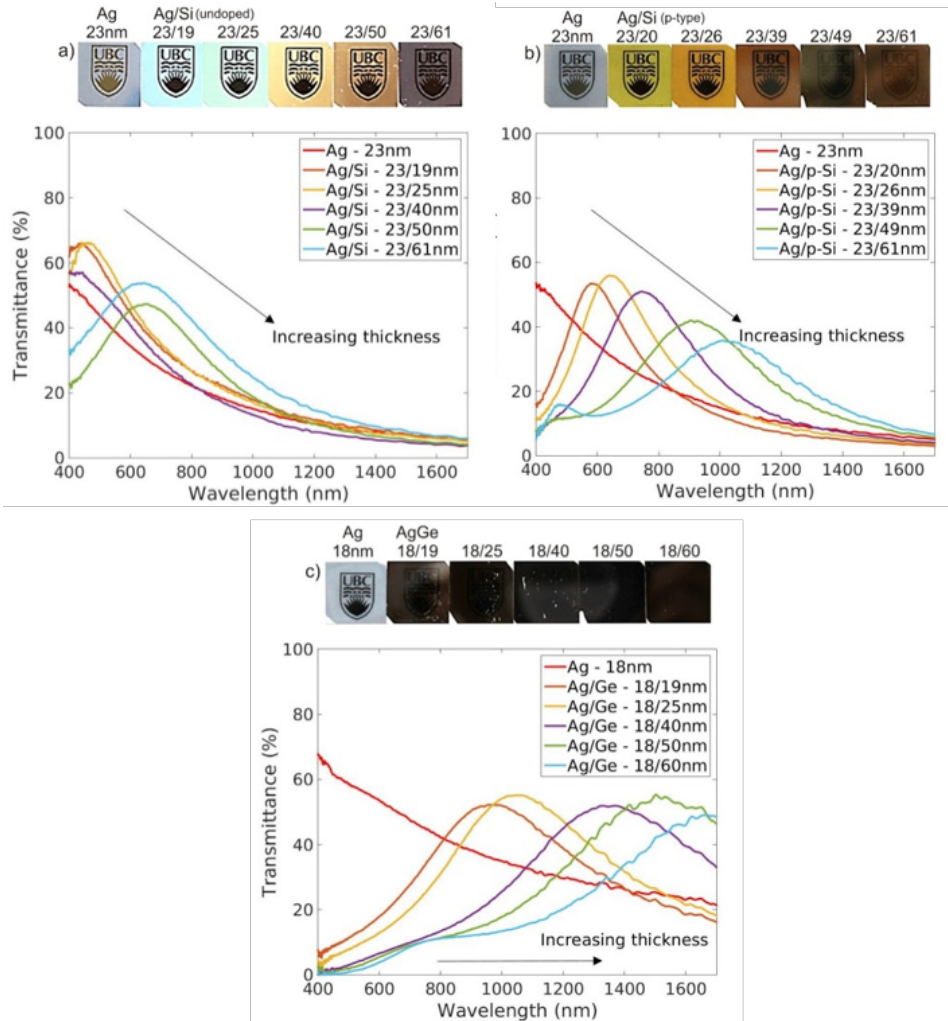 Ag Ag/Si (undoped)
a) 23nm 23/19 23/25 23/40 23/50 23/61
UBC UBC UBC UBC UBC UBC
100
80
60
40
20
0
Transmittance (%)
Ag - 23nm
Ag/Si - 23/19nm
Ag/Si - 23/25nm
Ag/Si - 23/40nm
Ag/Si - 23/50nm
Ag/Si - 23/61nm
Increasing thickness
400 600 800 1000 1200 1400 1600
Wavelength (nm)
Ag Ag/Si (p-type)
b) 23nm 23/20 23/26 23/39 23/49 23/61
UBC UBC UBC UBC UBC UBC
100
80
60
40
20
0
Ag - 23nm
Ag/p-Si - 23/20nm
Ag/p-Si - 23/26nm
Ag/p-Si - 23/39nm
Ag/p-Si - 23/49nm
Ag/p-Si - 23/61nm
Increasing thickness
400 600 800 1000 1200 1400 1600
Wavelength (nm)
Ag AgGe
c) 18nm 18/19 18/25 18/40 18/50 18/60
UBC UBC UBC
100
80
60
40
20
0
Transmittance (%)
Ag - 18nm
Ag/Ge - 18/19nm
Ag/Ge - 18/25nm
Ag/Ge - 18/40nm
Ag/Ge - 18/50nm
Ag/Ge - 18/60nm
Increasing thickness
400 600 800 1000 1200 1400 1600
Wavelength (nm)